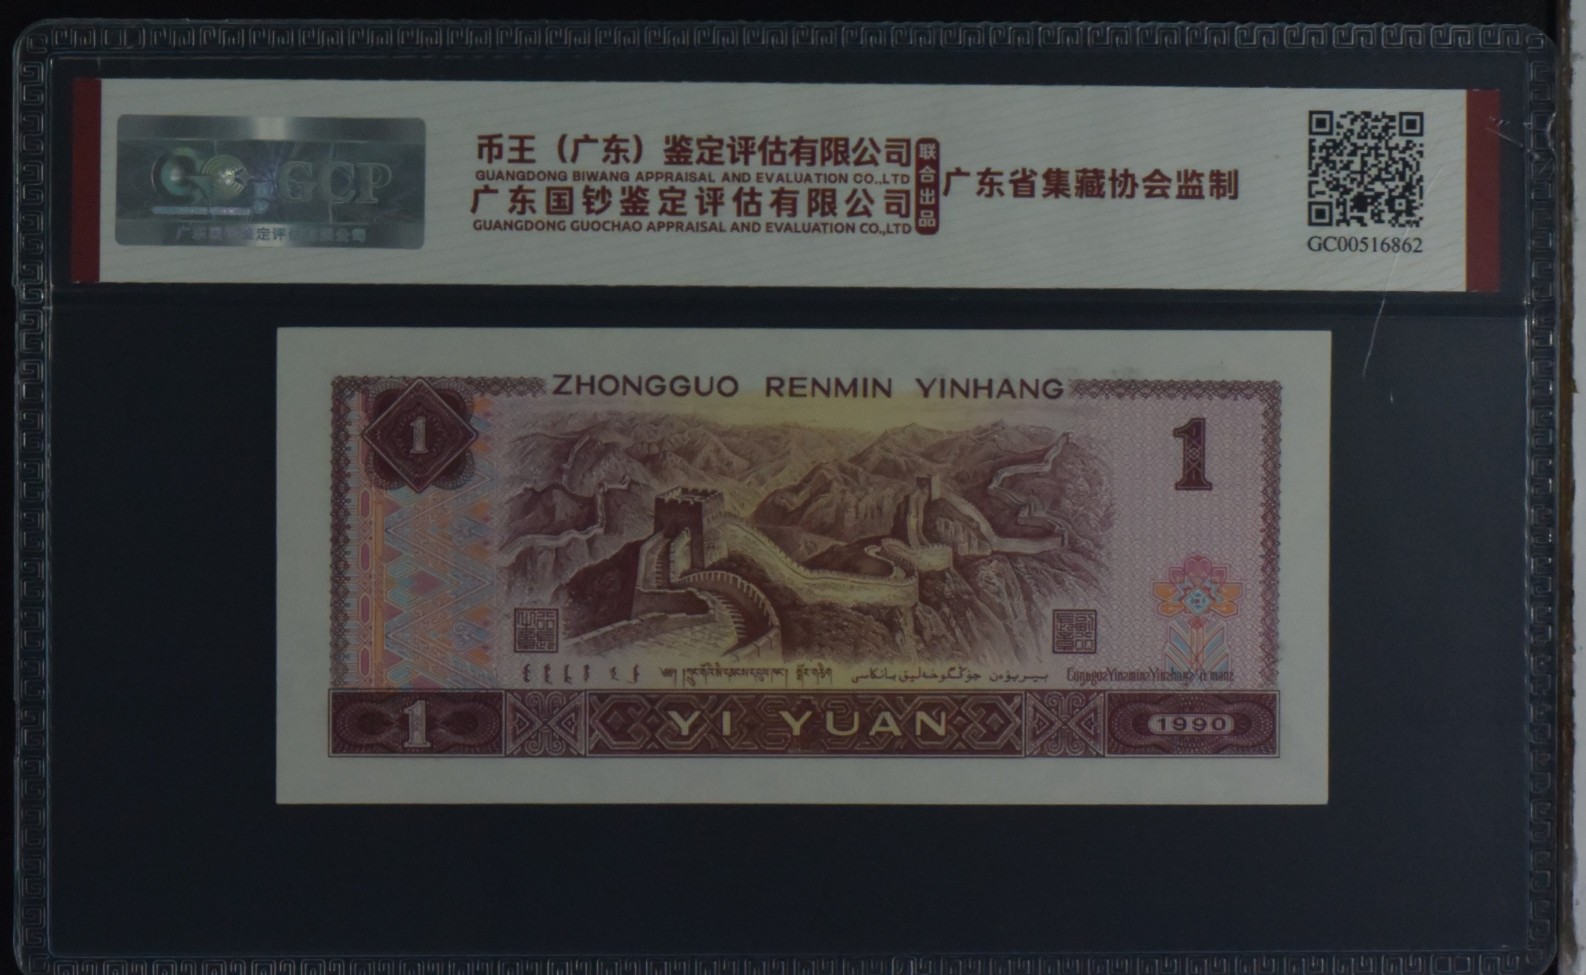 GCP
币王（广东）鉴定评估有限公司
GUANGDONG BIWANG APPRAISAL AND EVALUATION CO.,LTD
广东国钞鉴定评估有限公司
GUANGDONG GUOCHAO APPRAISAL AND EVALUATION CO.,LTD
联合出品
广东省集藏协会监制
GC00516862
ZHONGGUO RENMIN YINHANG
1
1
1
YI YUAN
1990